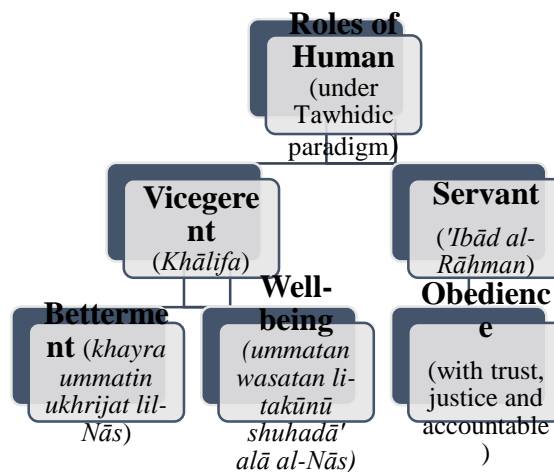 Roles of
Human
(under
Tawhidic
paradigm)
Vicegere
nt
(Khālifa)
Servant
('Ibād al-
Rāhman)
Betterme
nt (khayra
ummatin
ukhrijat lil-
Nās)
Well-
being
(ummatan
wasatan li-
takūnū
shuhadā'
alā al-Nās)
Obedienc
e
(with trust,
justice and
accountable
)